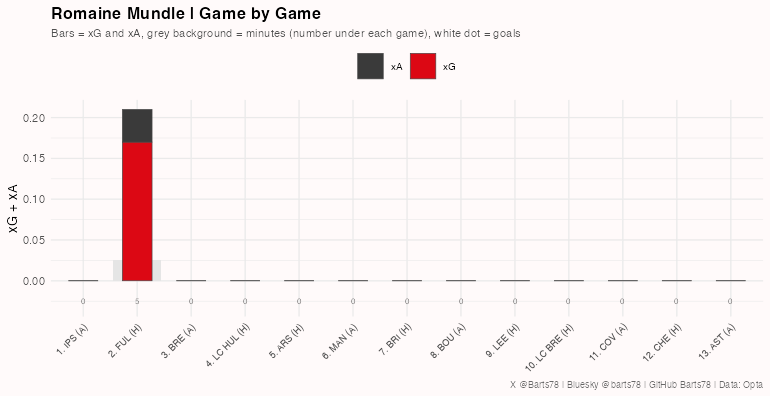 Romaine Mundle | Game by Game
Bars = xG and xA, grey background = minutes (number under each game), white dot = goals
xA xG
xG + xA
0.20
0.15
0.10
0.05
0.00
0 5 0 0 0 0 0 0 0 0 0 0 0
1. IPS (A)
2. FUL (H)
3. BRE (A)
4. LC HUL (H)
5. ARS (H)
6. MAN (A)
7. BRI (H)
8. BOU (A)
9. LEE (H)
10. LC BRE (H)
11. COV (A)
12. CHE (H)
13. AST (A)
X @Barts78 | Bluesky @barts78 | GitHub Barts78 | Data: Opta